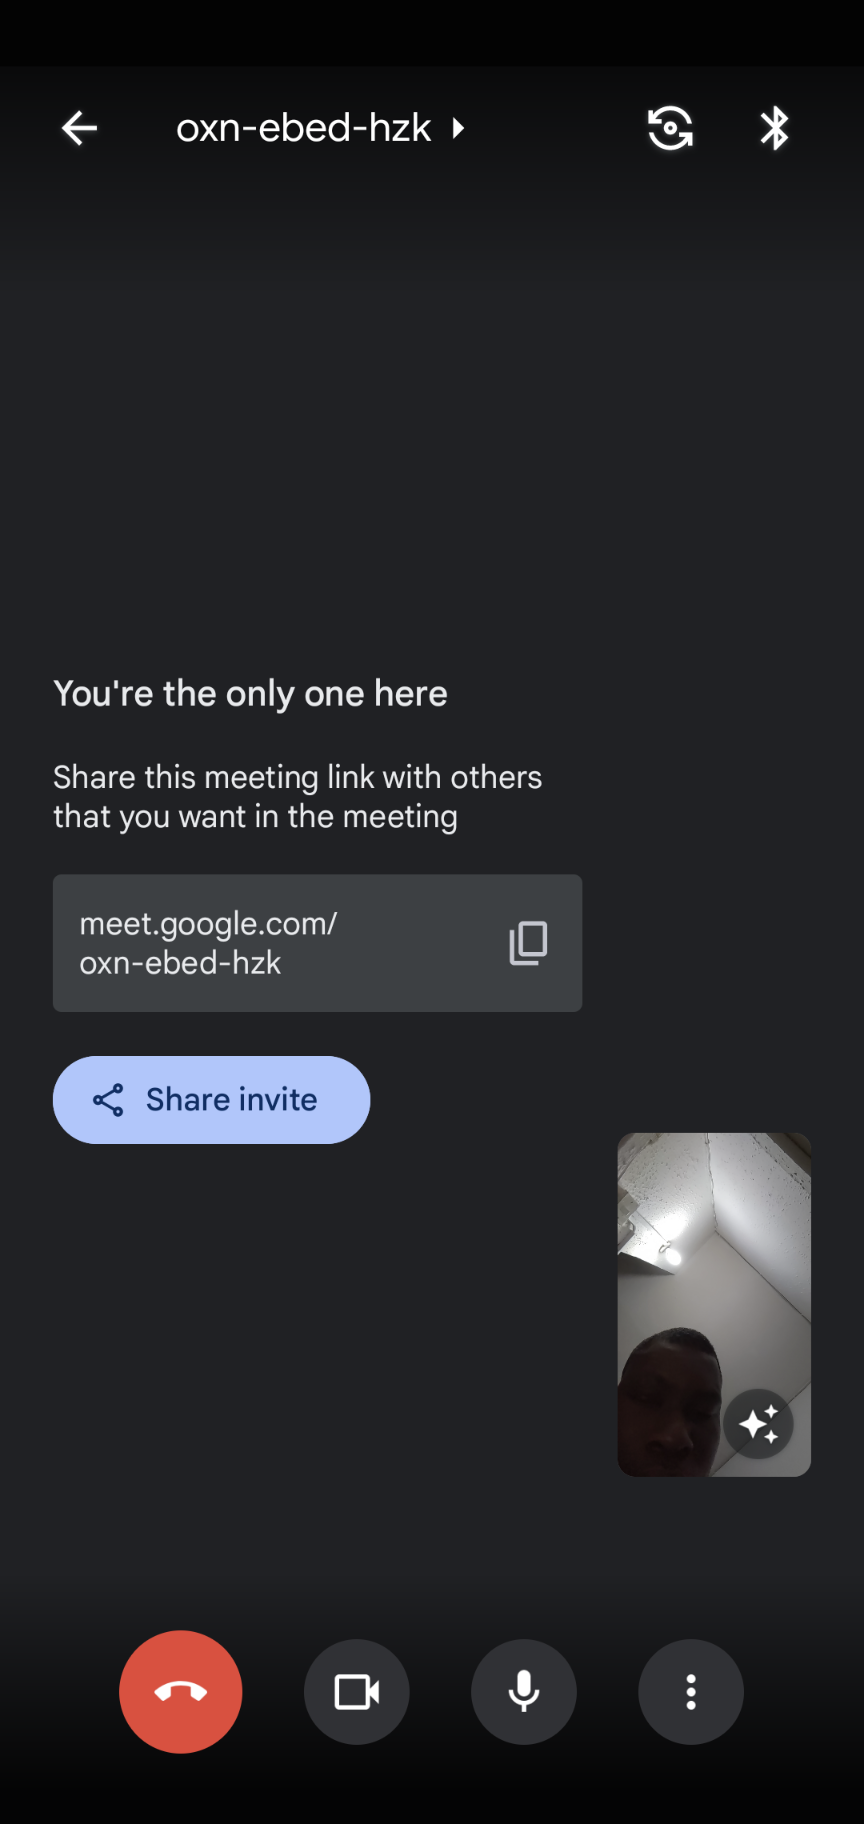 oxn-ebed-hzk
You're the only one here
Share this meeting link with others
that you want in the meeting
meet.google.com/
oxn-ebed-hzk
Share invite